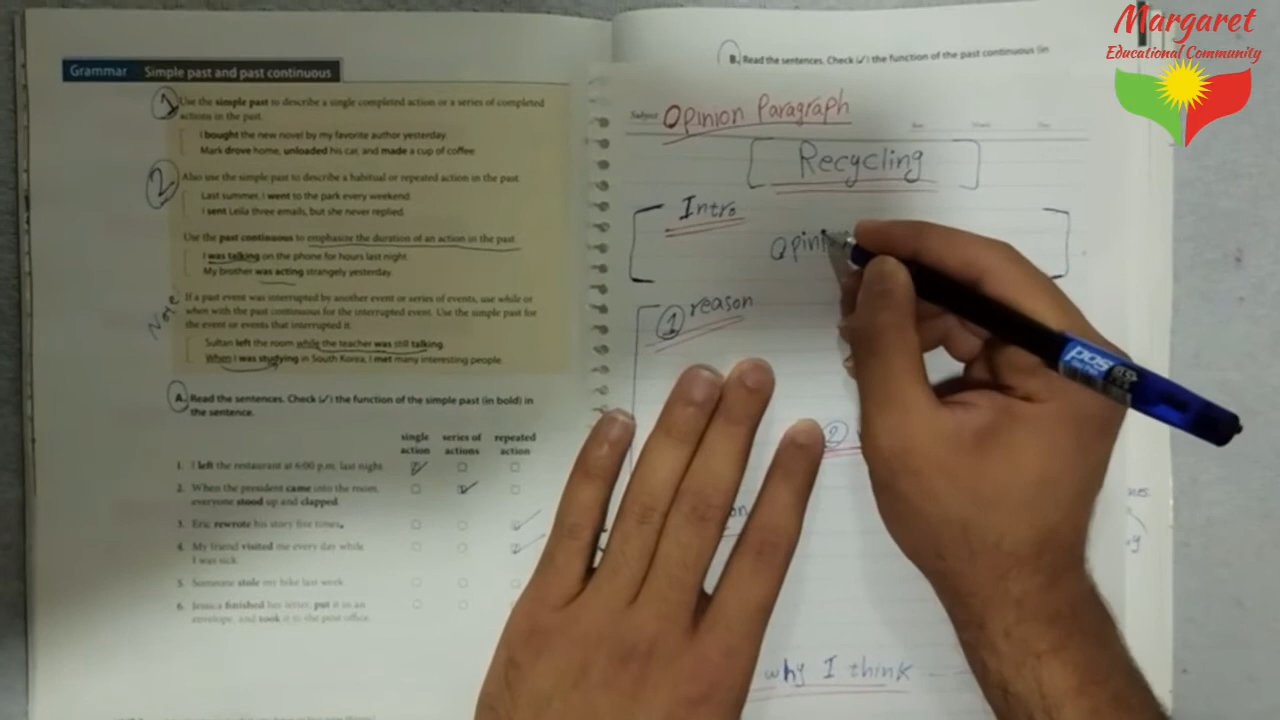 Margaret
Educational Community
Grammar Simple past and past continuous
1 Use the simple past to describe a single completed action or a series of completed
actions in the past.
I bought the new novel by my favorite author yesterday.
Mark drove home, unloaded his car, and made a cup of coffee.
2 Also use the simple past to describe a habitual or repeated action in the past.
Last summer, I went to the park every weekend.
I sent Leila three emails, but she never replied.
Use the past continuous to emphasize the duration of an action in the past.
I was talking on the phone for hours last night.
My brother was acting strangely yesterday.
Note
If a past event was interrupted by another event or series of events, use while or
when with the past continuous for the interrupted event. Use the simple past for
the event or events that interrupted it.
Sultan left the room while the teacher was still talking.
When I was studying in South Korea, I met many interesting people.
A. Read the sentences. Check (✓) the function of the simple past (in bold) in
the sentence.
single series of repeated
action actions action
1. I left the restaurant at 6:00 p.m. last night.
2. When the president came into the room,
everyone stood up and clapped.
3. Eric rewrote his story five times.
4. My friend visited me every day while
I was sick.
5. Someone stole my bike last week.
6. Jessica finished her letter, put it in an
envelope, and took it to the post office.
B. Read the sentences. Check (✓) the function of the past continuous (in
Subject Opinion Paragraph
Recycling
Intro
Opini
1 reason
2
on
why I think
pos